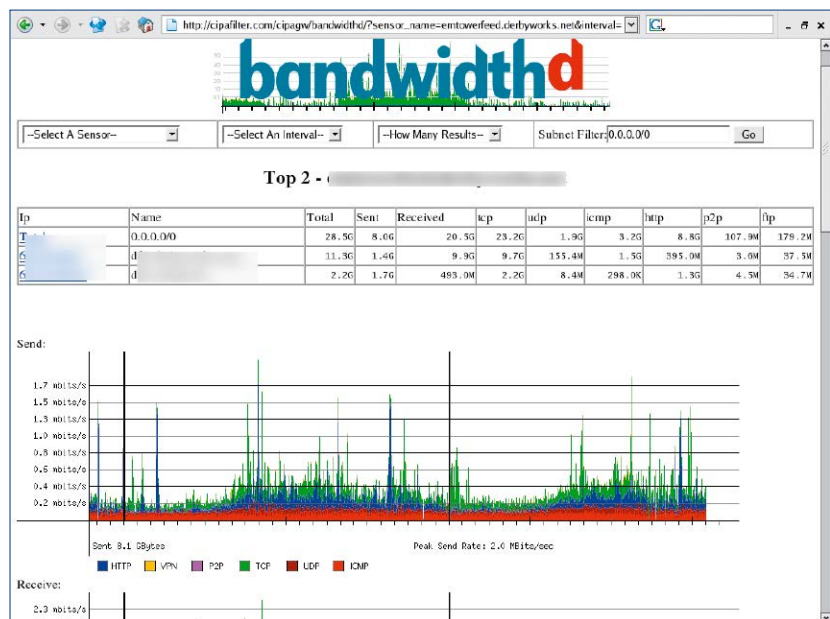 http://cipafilter.com/cipagw/bandwidthd/?sensor_name=emtowerfeed.derbyworks.net&interval=
bandwidthd
--Select A Sensor-- --Select An Interval-- --How Many Results-- Subnet Filter: 0.0.0.0/0 Go
Top 2 -
Ip Name Total Sent Received tcp udp icmp http p2p ftp
0.0.0.0/0 28.5G 8.0G 20.5G 23.2G 1.9G 3.2G 8.8G 107.9M 179.2M
6 d 11.3G 1.4G 9.9G 9.7G 155.4M 1.5G 395.0M 3.0M 37.5M
6 d 2.2G 1.7G 493.0M 2.2G 8.4M 298.0K 1.3G 4.5M 34.7M
Send:
1.7 mbits/s
1.5 mbits/s
1.3 mbits/s
1.0 mbits/s
0.8 mbits/s
0.6 mbits/s
0.4 mbits/s
0.2 mbits/s
Sent 8.1 GBytes Peak Send Rate: 2.0 MBits/sec
HTTP VPN P2P TCP UDP ICMP
Receive:
2.3 mbits/s